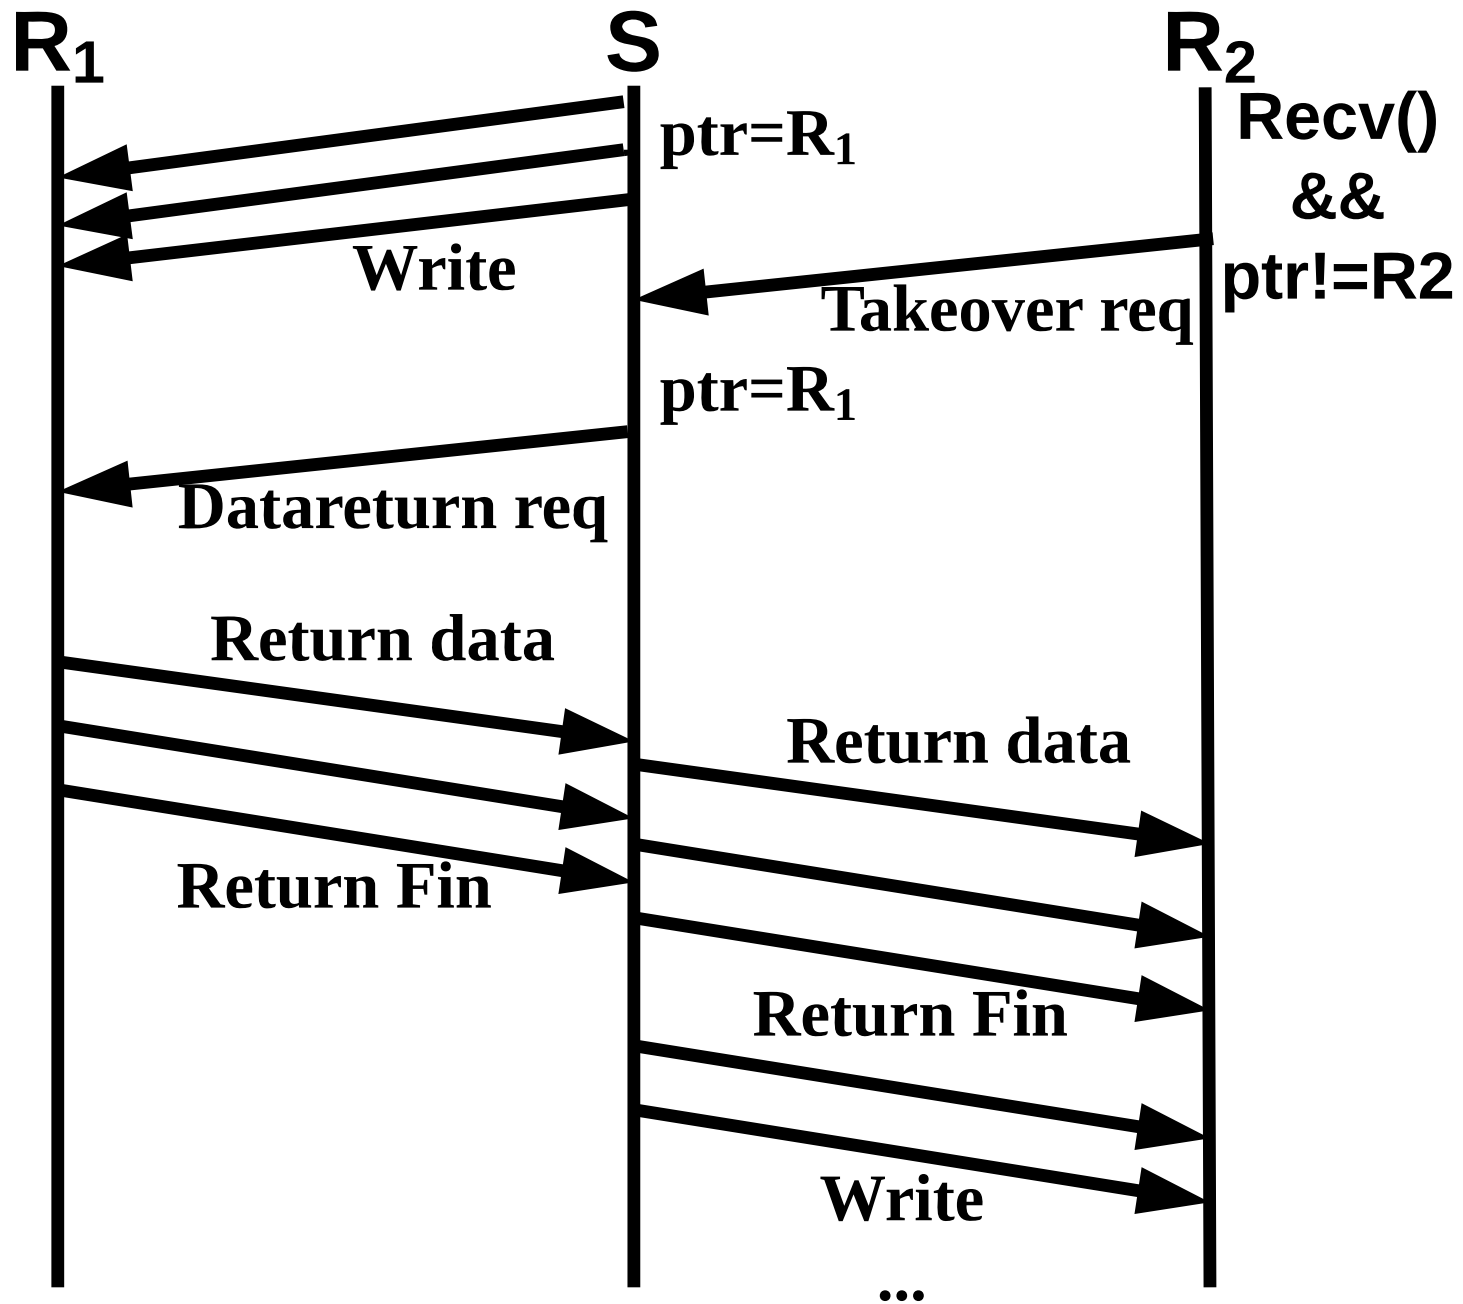 R₁
S
R₂
Recv()
&&
ptr!=R2
ptr=R₁
Write
Takeover req
ptr=R₁
Datareturn req
Return data
Return data
Return Fin
Return Fin
Write
...